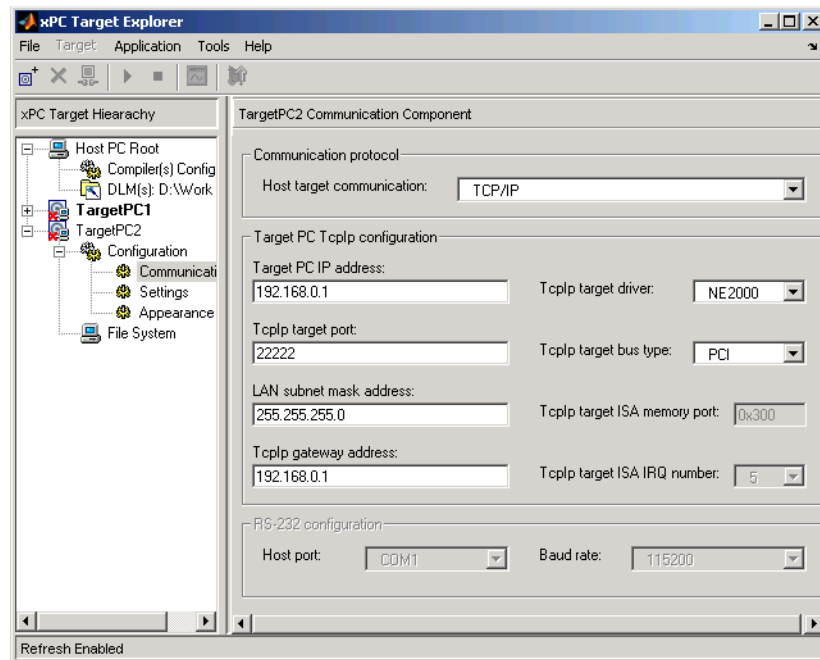 xPC Target Explorer
File Target Application Tools Help
xPC Target Hiearachy
Host PC Root
Compiler(s) Config
DLM(s): D:\Work
TargetPC1
TargetPC2
Configuration
Communicati
Settings
Appearance
File System
TargetPC2 Communication Component
Communication protocol
Host target communication: TCP/IP
Target PC TcpIp configuration
Target PC IP address:
192.168.0.1
TcpIp target driver: NE2000
TcpIp target port:
22222
TcpIp target bus type: PCI
LAN subnet mask address:
255.255.255.0
TcpIp target ISA memory port: 0x300
TcpIp gateway address:
192.168.0.1
TcpIp target ISA IRQ number: 5
RS-232 configuration
Host port: COM1 Baud rate: 115200
Refresh Enabled